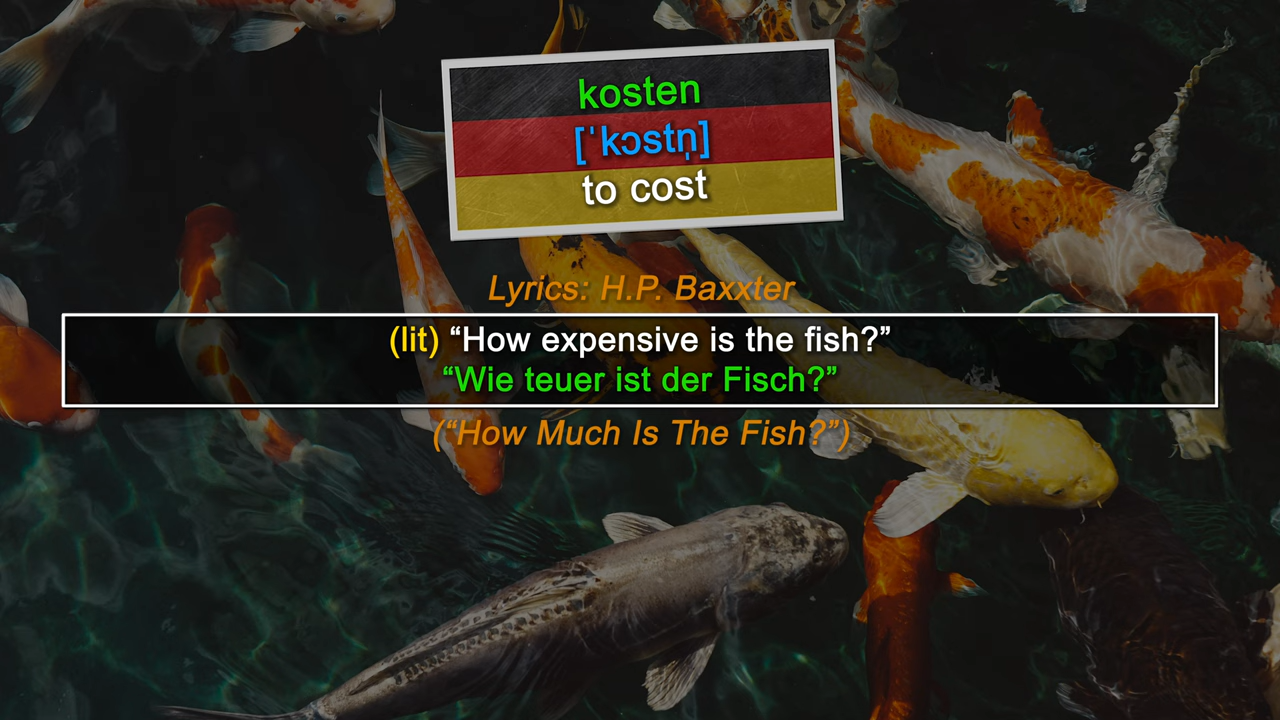 kosten
[ˈkɔstn̩]
to cost
Lyrics: H.P. Baxxter
(lit) “How expensive is the fish?”
“Wie teuer ist der Fisch?”
(“How Much Is The Fish?”)